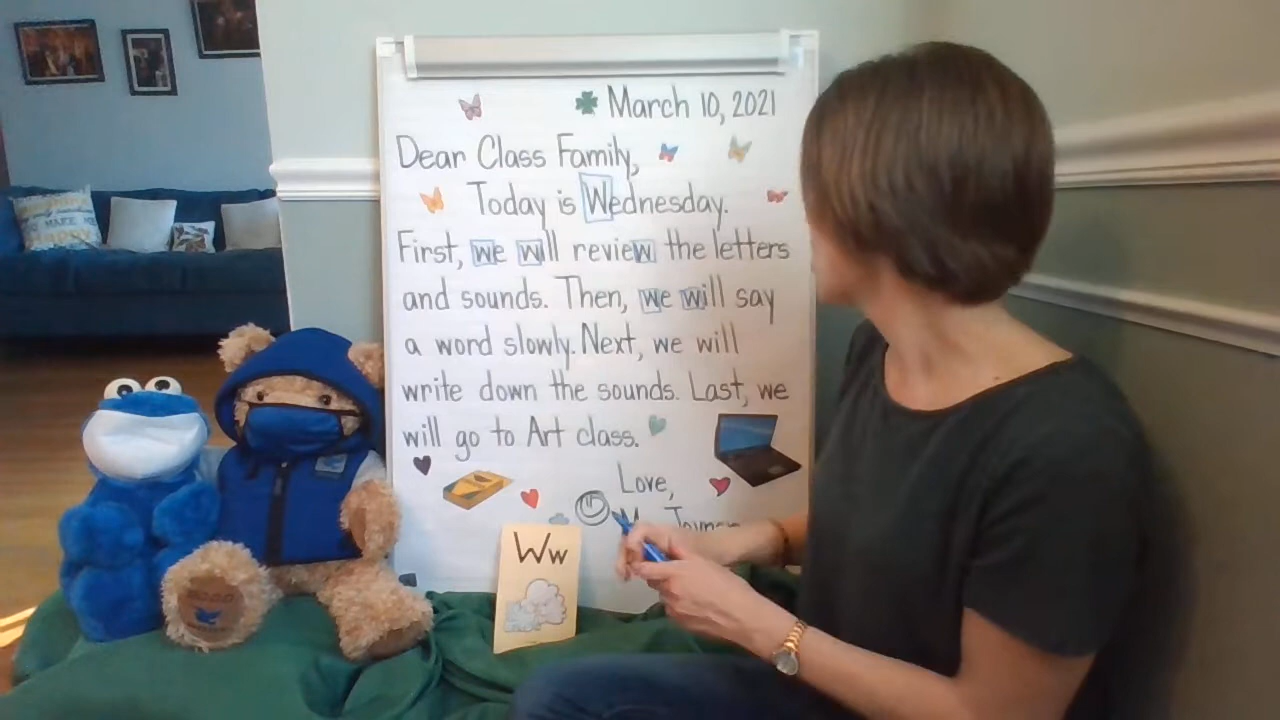 March 10, 2021
Dear Class Family,
Today is Wednesday.
First, we will review the letters
and sounds. Then, we will say
a word slowly. Next, we will
write down the sounds. Last, we
will go to Art class.
Love,
Ww